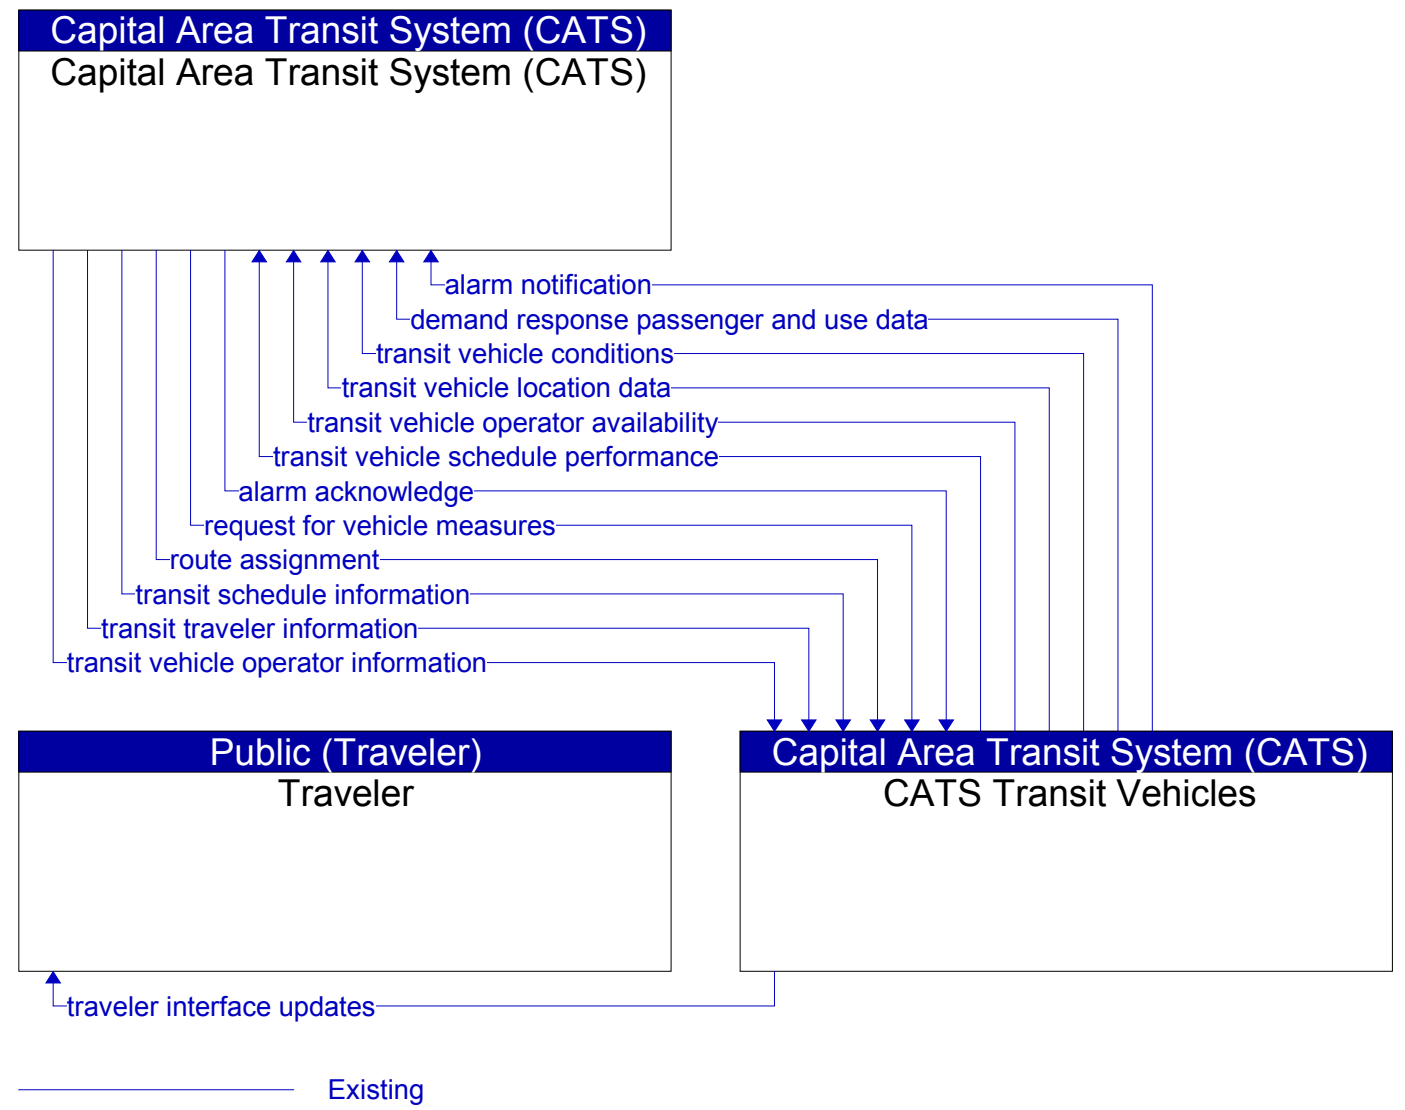 Capital Area Transit System (CATS)
Capital Area Transit System (CATS)
alarm notification
demand response passenger and use data
transit vehicle conditions
transit vehicle location data
transit vehicle operator availability
transit vehicle schedule performance
alarm acknowledge
request for vehicle measures
route assignment
transit schedule information
transit traveler information
transit vehicle operator information
Public (Traveler)
Traveler
Capital Area Transit System (CATS)
CATS Transit Vehicles
traveler interface updates
Existing